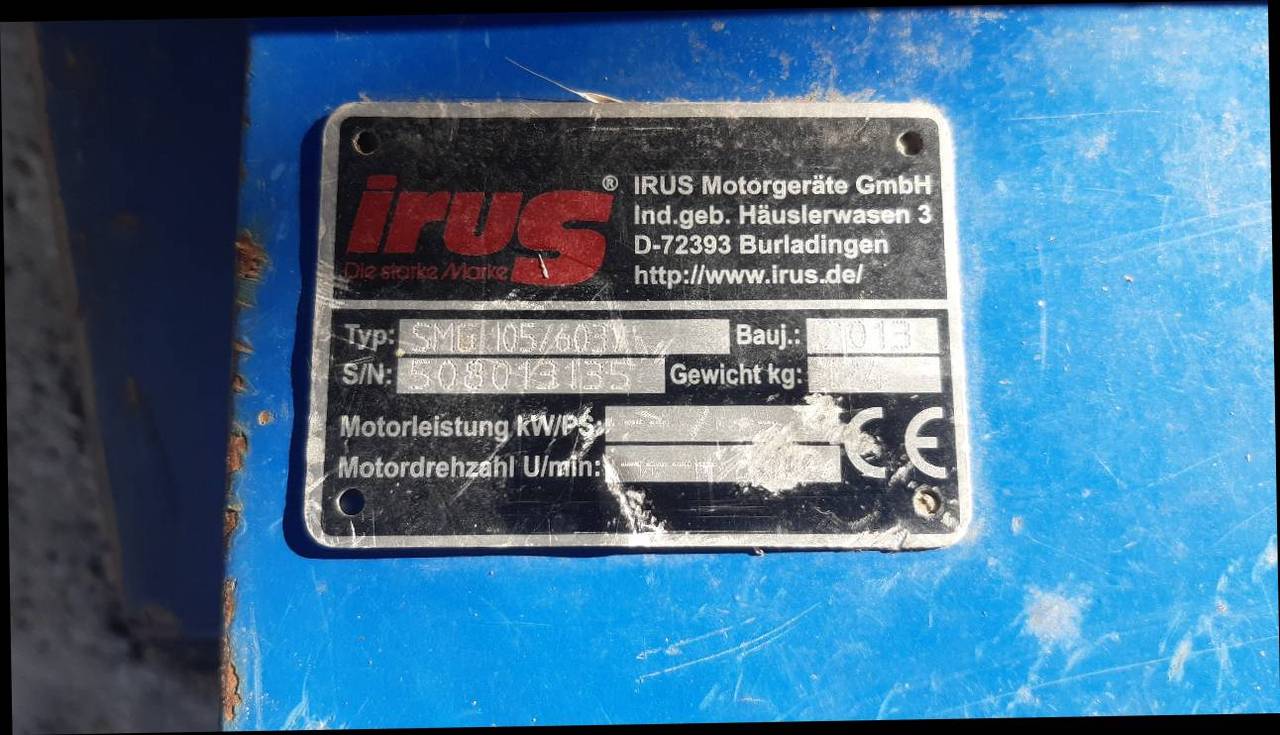 irus ®
Die starke Marke
IRUS Motorgeräte GmbH
Ind.geb. Häuslerwasen 3
D-72393 Burladingen
http://www.irus.de/
Typ: SMG 105/603 Bauj.: 2013
S/N: 508013135 Gewicht kg:
Motorleistung kW/PS:
Motordrehzahl U/min:
CE